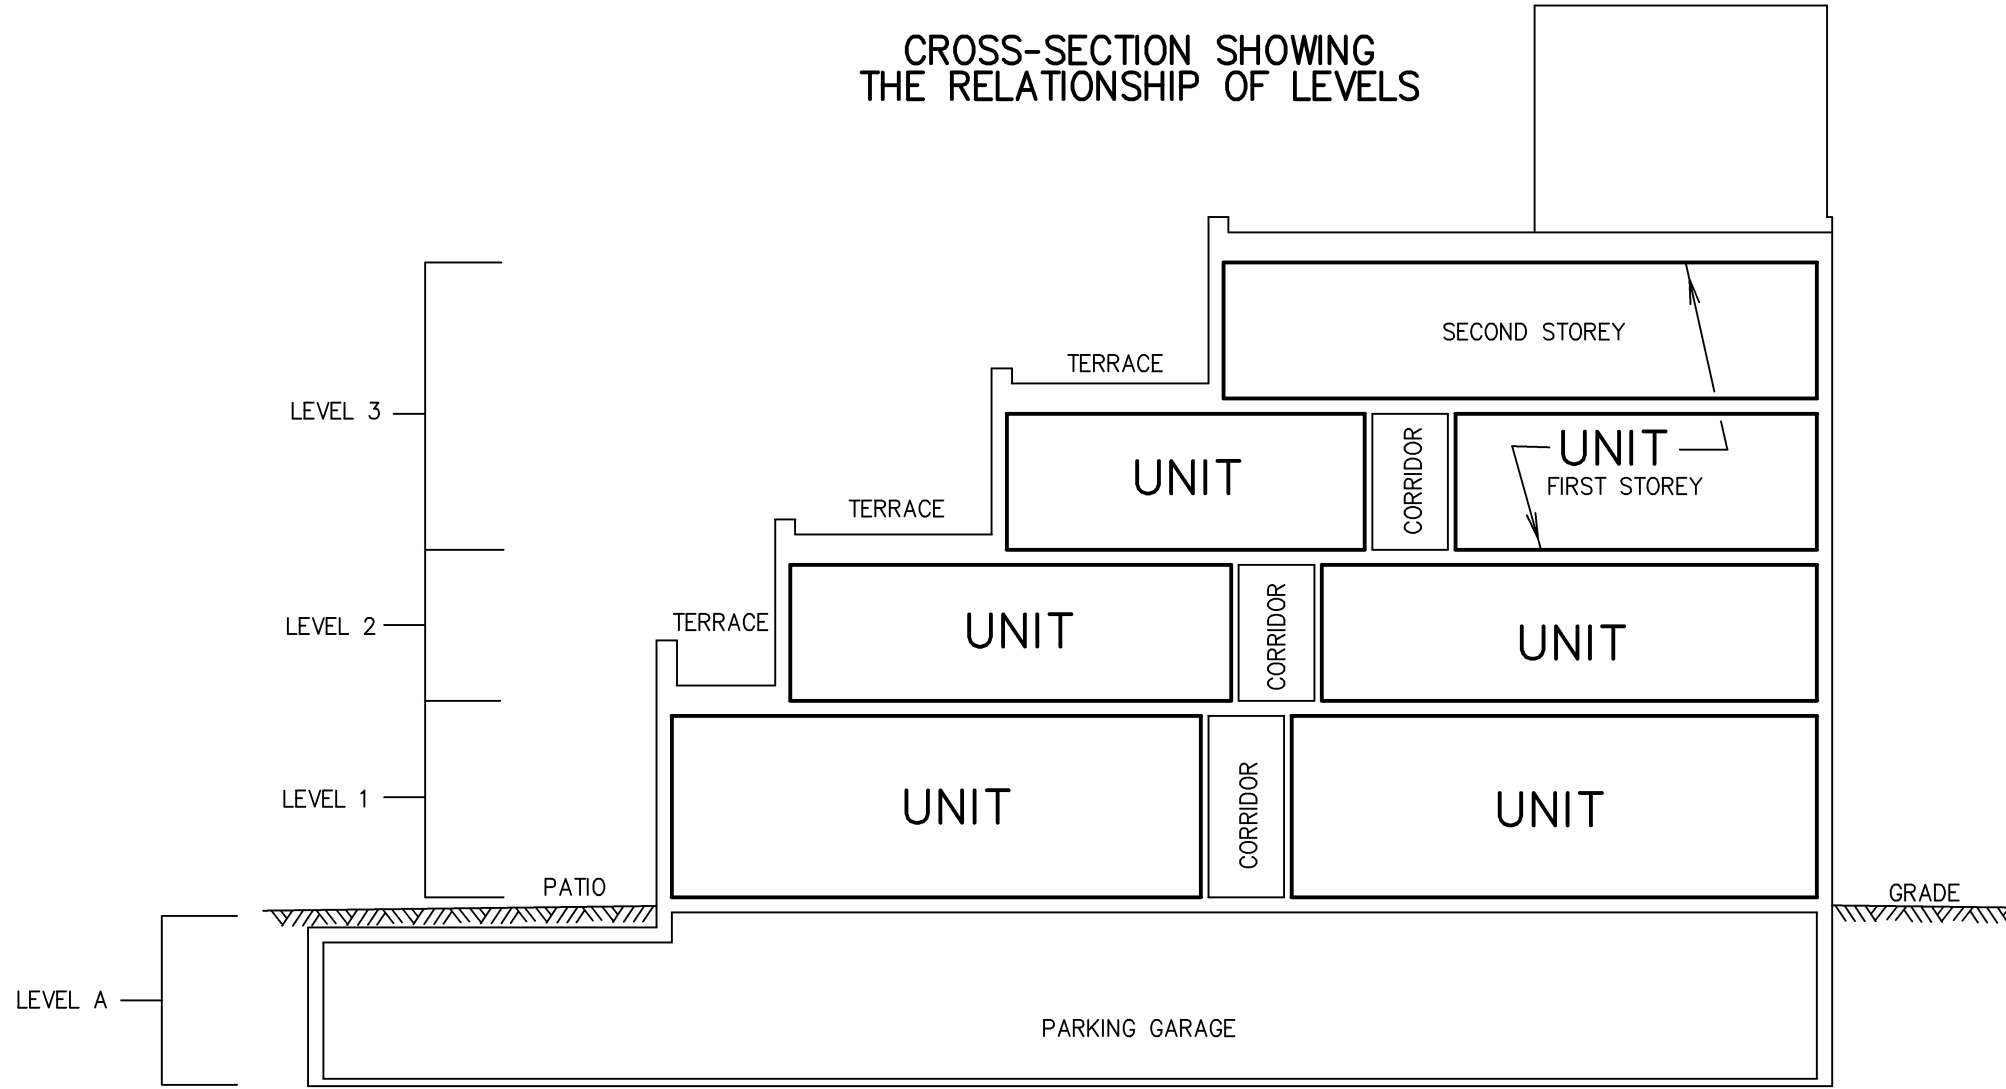 CROSS-SECTION SHOWING
THE RELATIONSHIP OF LEVELS
SECOND STOREY
TERRACE
LEVEL 3
UNIT
CORRIDOR
UNIT
FIRST STOREY
TERRACE
TERRACE
LEVEL 2
UNIT
CORRIDOR
UNIT
LEVEL 1
UNIT
CORRIDOR
UNIT
PATIO
GRADE
LEVEL A
PARKING GARAGE